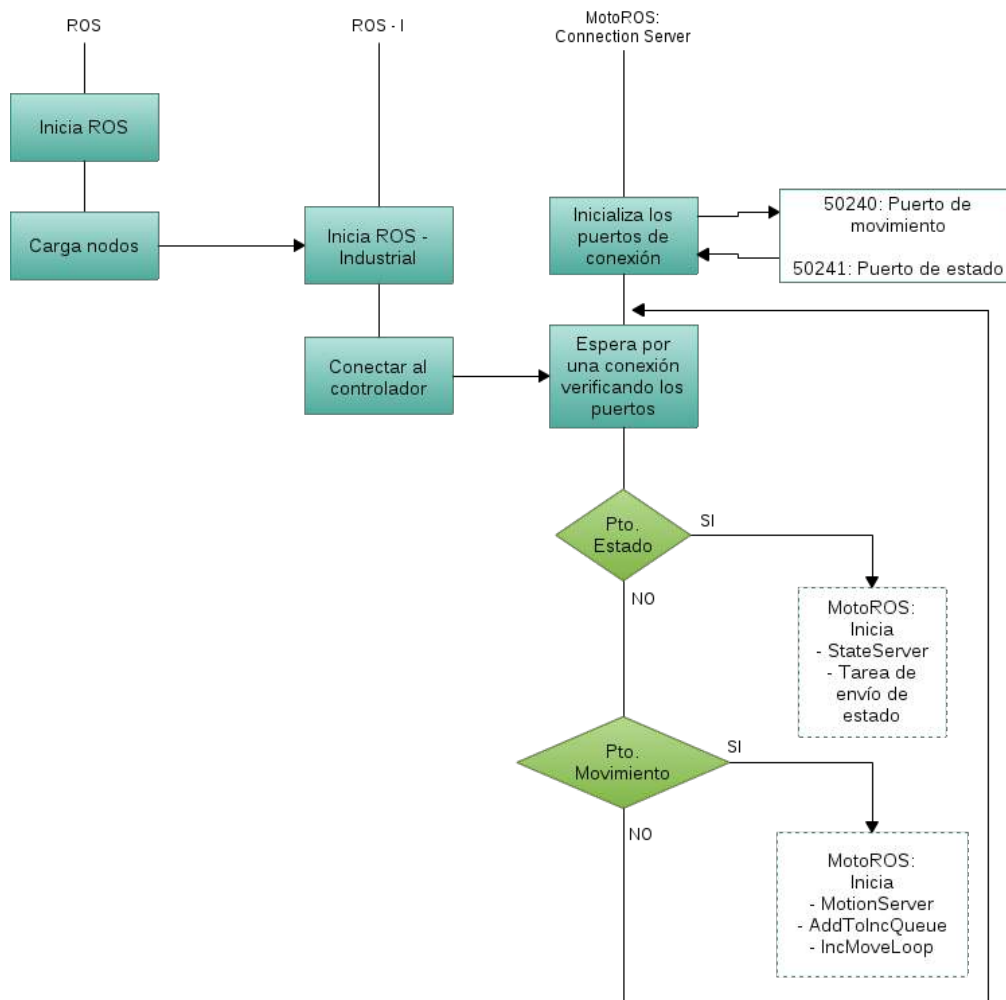 ROS
ROS - I
MotoROS:
Connection Server
Inicia ROS
Carga nodos
Inicia ROS -
Industrial
Inicializa los
puertos de
conexión
50240: Puerto de
movimiento
50241: Puerto de estado
Conectar al
controlador
Espera por
una conexión
verificando los
puertos
Pto.
Estado
SI
NO
MotoROS:
Inicia
- StateServer
- Tarea de
envío de
estado
Pto.
Movimiento
SI
NO
MotoROS:
Inicia
- MotionServer
- AddToIncQueue
- IncMoveLoop